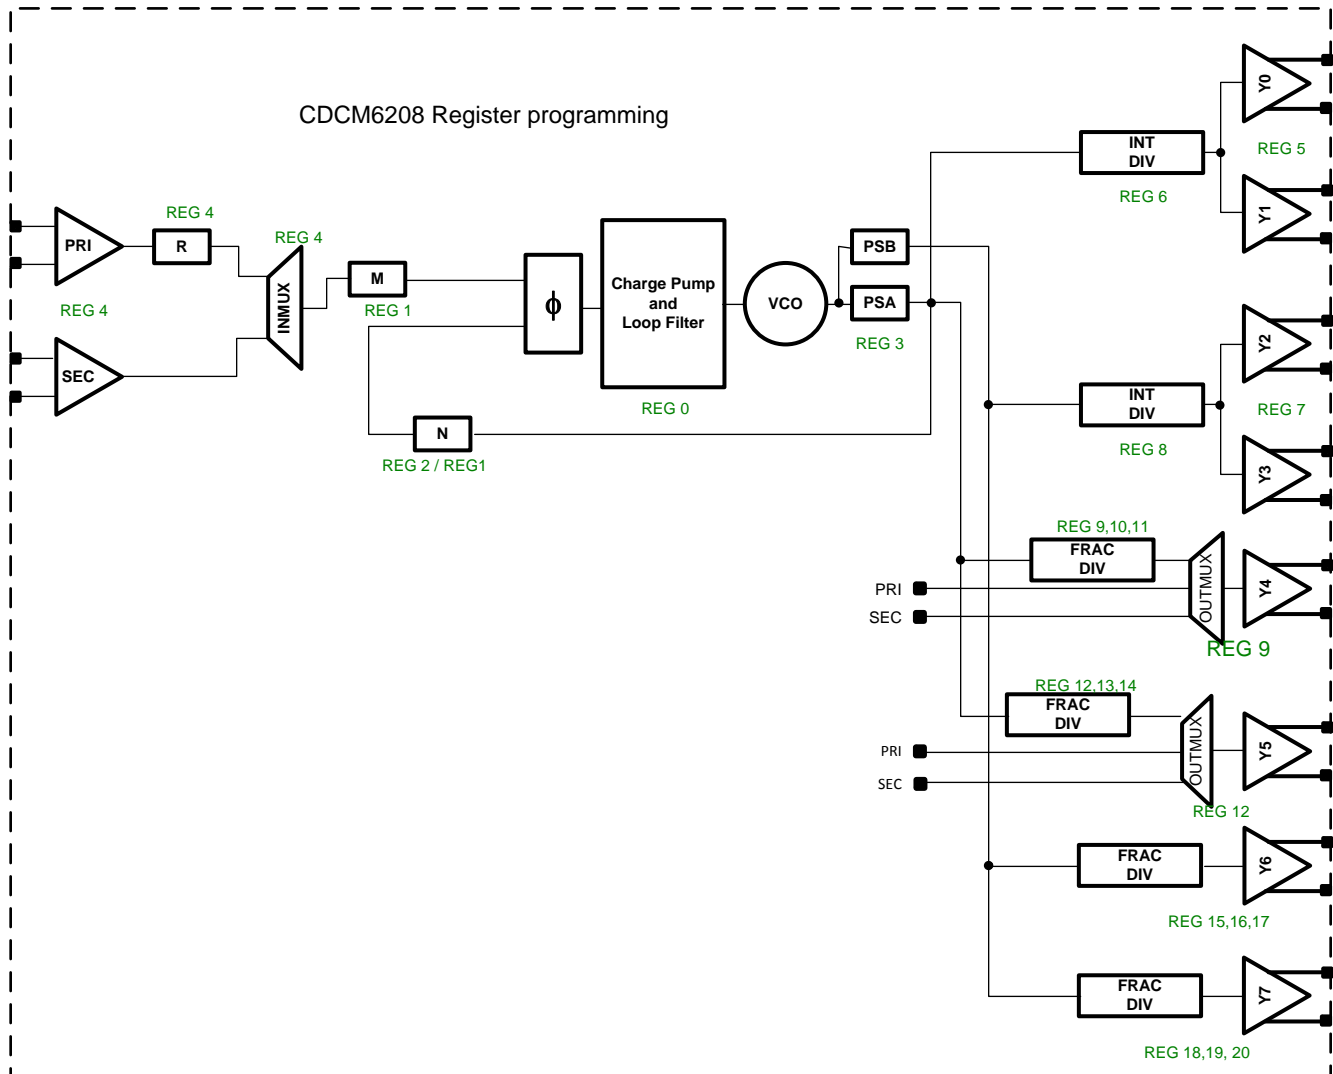 CDCM6208 Register programming
Y0
INT
DIV
REG 5
REG 6
Y1
REG 4
PRI
R
REG 4
REG 4
M
REG 1
INMUX
SEC
ϕ
Charge Pump
and
Loop Filter
REG 0
VCO
PSB
PSA
REG 3
N
REG 2 / REG1
Y2
INT
DIV
REG 7
REG 8
Y3
REG 9,10,11
FRAC
DIV
PRI
SEC
OUTMUX
Y4
REG 9
REG 12,13,14
FRAC
DIV
PRI
SEC
OUTMUX
Y5
REG 12
FRAC
DIV
Y6
REG 15,16,17
FRAC
DIV
Y7
REG 18,19, 20